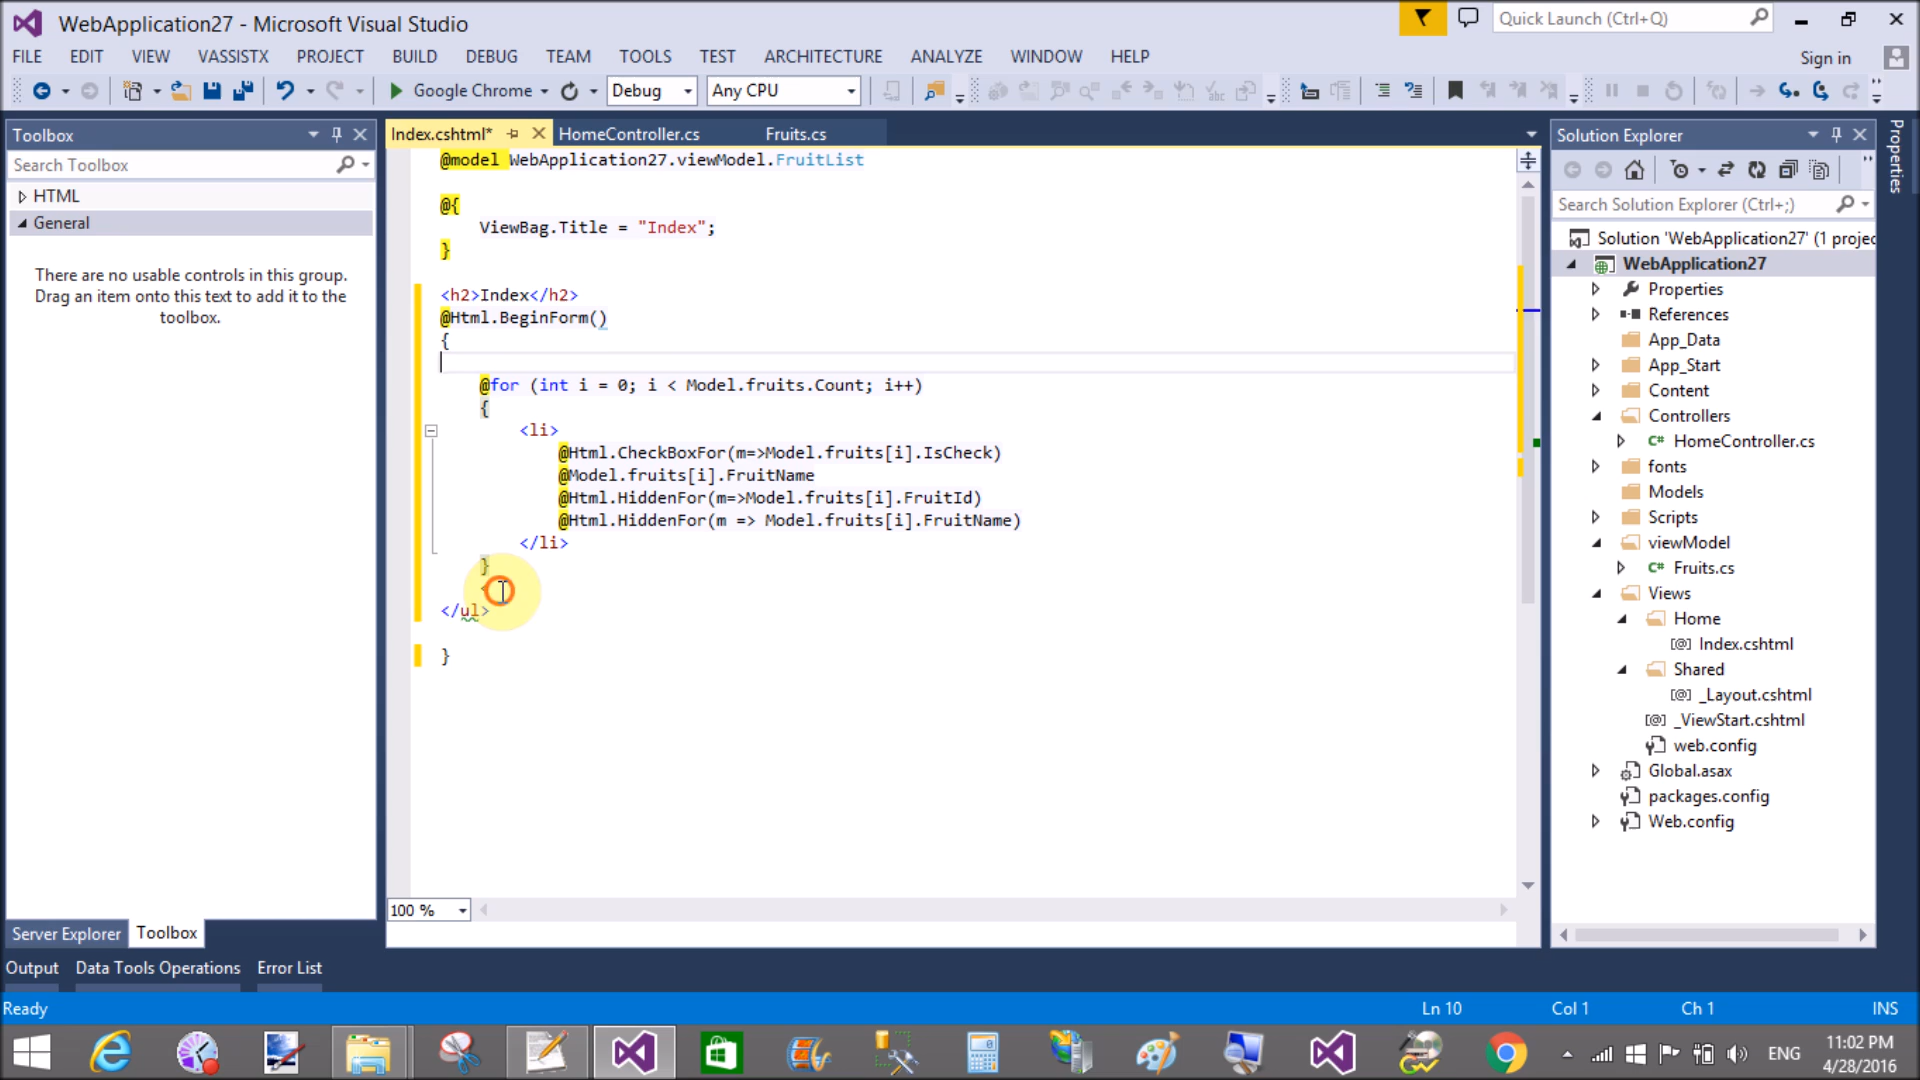 WebApplication27 - Microsoft Visual Studio
Quick Launch (Ctrl+Q)
FILE EDIT VIEW VASSISTX PROJECT BUILD DEBUG TEAM TOOLS TEST ARCHITECTURE ANALYZE WINDOW HELP
Sign in
Google Chrome Debug Any CPU
Toolbox
Search Toolbox
HTML
General
There are no usable controls in this group.
Drag an item onto this text to add it to the
toolbox.
Server Explorer Toolbox
Index.cshtml* HomeController.cs Fruits.cs
@model WebApplication27.viewModel.FruitList
@{
ViewBag.Title = "Index";
}
<h2>Index</h2>
@Html.BeginForm()
{
@for (int i = 0; i < Model.fruits.Count; i++)
{
<li>
@Html.CheckBoxFor(m=>Model.fruits[i].IsCheck)
@Model.fruits[i].FruitName
@Html.HiddenFor(m=>Model.fruits[i].FruitId)
@Html.HiddenFor(m => Model.fruits[i].FruitName)
</li>
}
</ul>
}
100 %
Solution Explorer
Search Solution Explorer (Ctrl+;)
Solution 'WebApplication27' (1 projec
WebApplication27
Properties
References
App_Data
App_Start
Content
Controllers
C# HomeController.cs
fonts
Models
Scripts
viewModel
C# Fruits.cs
Views
Home
[@] Index.cshtml
Shared
[@] _Layout.cshtml
[@] _ViewStart.cshtml
web.config
Global.asax
packages.config
Web.config
Properties
Output Data Tools Operations Error List
Ready Ln 10 Col 1 Ch 1 INS
ENG
11:02 PM
4/28/2016